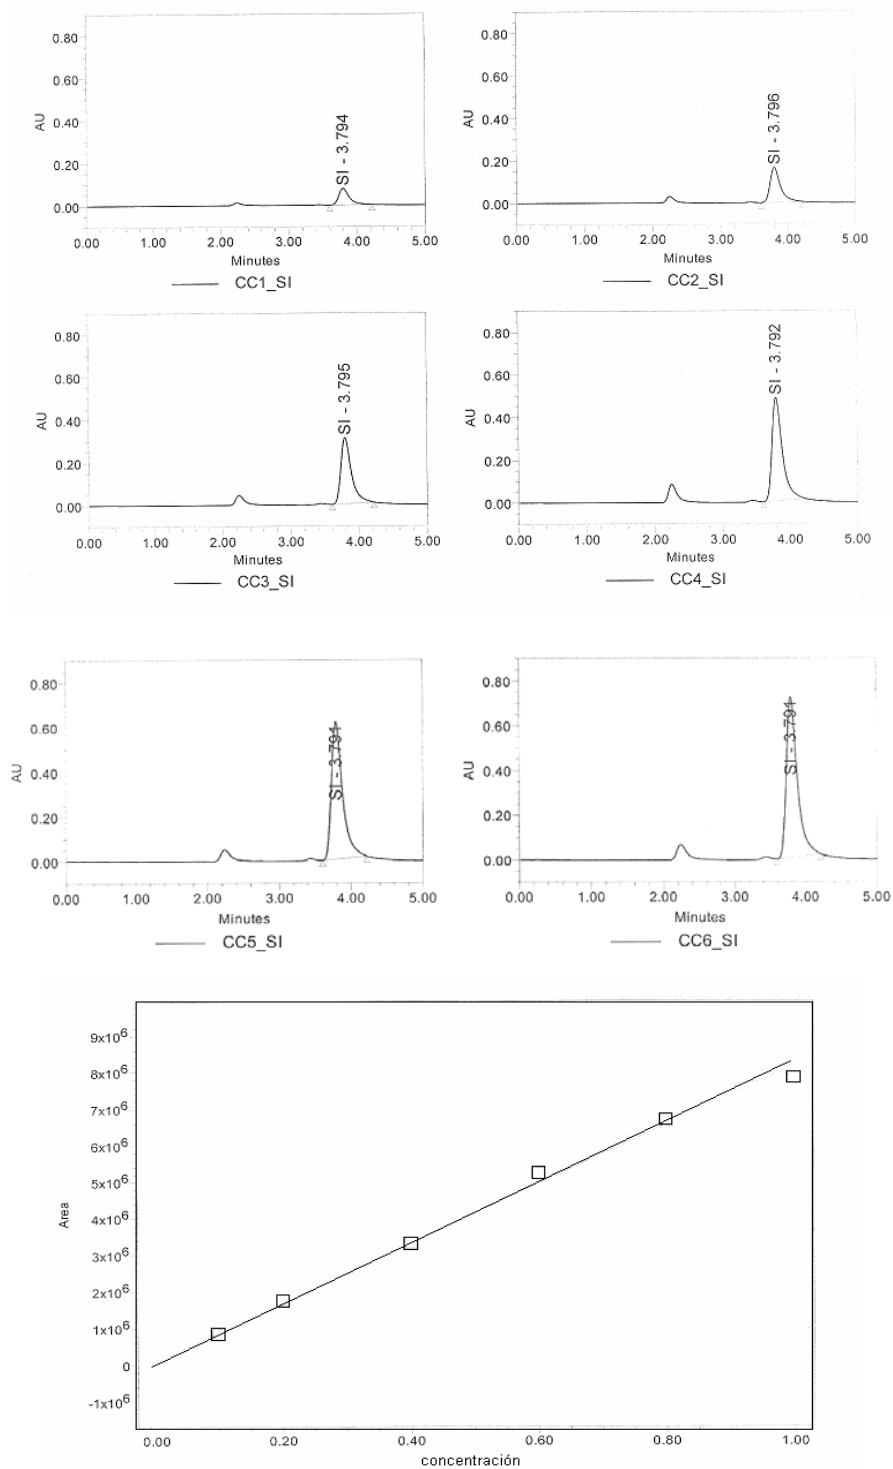 0.80
0.60
AU
0.40
0.20
0.00
SI - 3.794
0.00 1.00 2.00 3.00 4.00 5.00
Minutes
CC1_SI
0.80
0.60
AU
0.40
0.20
0.00
SI - 3.796
0.00 2.00 3.00 4.00 5.00
Minutes
CC2_SI
0.80
0.60
AU
0.40
0.20
0.00
SI - 3.795
0.00 1.00 2.00 3.00 4.00 5.00
Minutes
CC3_SI
0.80
0.60
AU
0.40
0.20
0.00
SI - 3.792
0.00 2.00 3.00 4.00 5.00
Minutes
CC4_SI
0.80
0.60
AU
0.40
0.20
0.00
SI - 3.791
0.00 2.00 3.00 4.00 5.00
Minutes
CC5_SI
0.80
0.60
AU
0.40
0.20
0.00
SI - 3.791
0.00 1.00 2.00 3.00 4.00 5.00
Minutes
CC6_SI
9x10⁶
8x10⁶
7x10⁶
6x10⁶
5x10⁶
Area
4x10⁶
3x10⁶
2x10⁶
1x10⁶
0
-1x10⁶
0.00 0.20 0.40 0.60 0.80 1.00
concentración